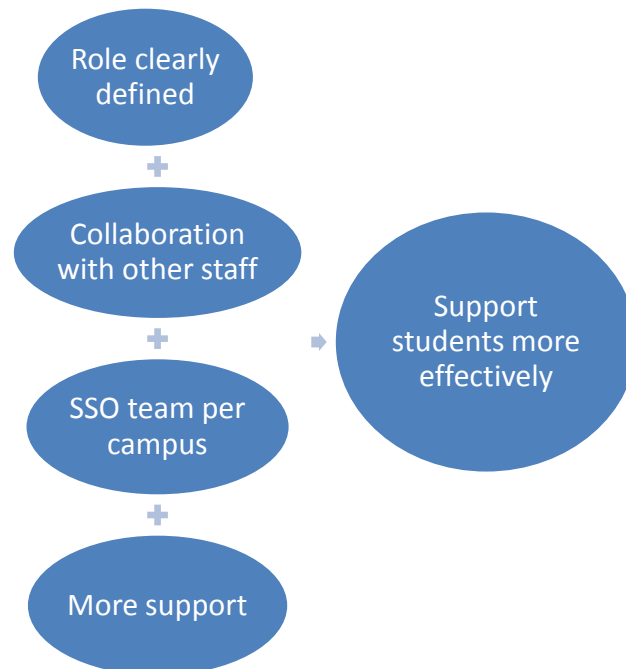 Role clearly
defined
Collaboration
with other staff
SSO team per
campus
More support
Support
students more
effectively